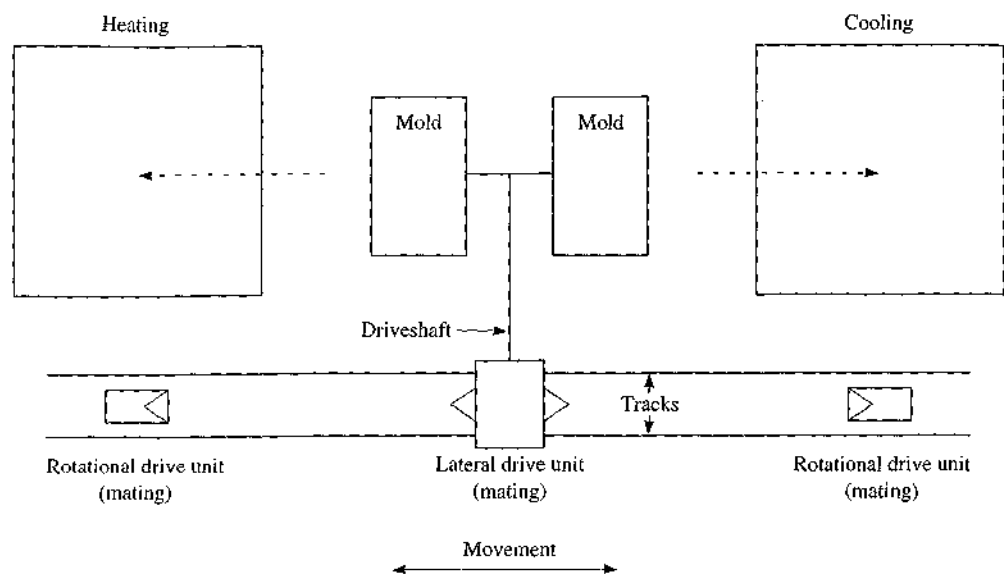 Heating
Cooling
Mold
Mold
Driveshaft
Tracks
Rotational drive unit
(mating)
Lateral drive unit
(mating)
Rotational drive unit
(mating)
Movement